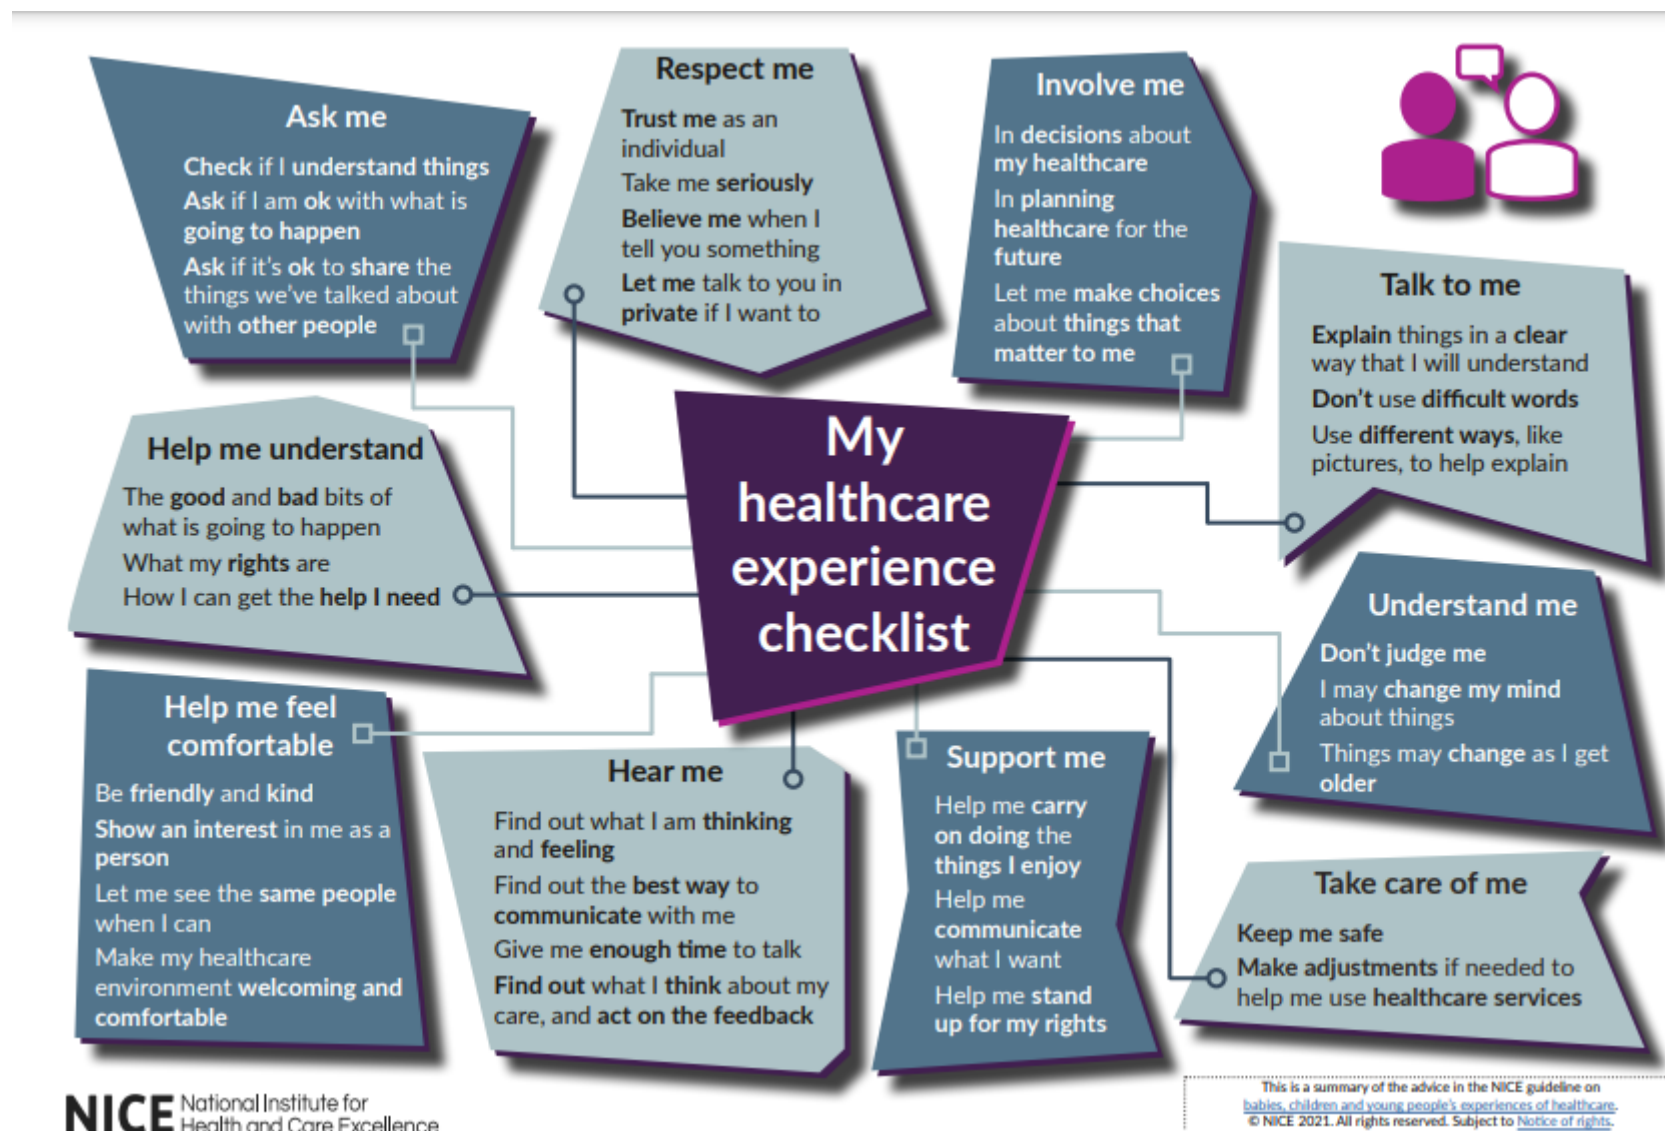 Ask me
Check if I understand things
Ask if I am ok with what is
going to happen
Ask if it's ok to share the
things we've talked about
with other people
Respect me
Trust me as an
individual
Take me seriously
Believe me when I
tell you something
Let me talk to you in
private if I want to
Involve me
In decisions about
my healthcare
In planning
healthcare for the
future
Let me make choices
about things that
matter to me
Talk to me
Explain things in a clear
way that I will understand
Don't use difficult words
Use different ways, like
pictures, to help explain
Help me understand
The good and bad bits of
what is going to happen
What my rights are
How I can get the help I need
My
healthcare
experience
checklist
Understand me
Don't judge me
I may change my mind
about things
Things may change as I get
older
Help me feel
comfortable
Be friendly and kind
Show an interest in me as a
person
Let me see the same people
when I can
Make my healthcare
environment welcoming and
comfortable
Hear me
Find out what I am thinking
and feeling
Find out the best way to
communicate with me
Give me enough time to talk
Find out what I think about my
care, and act on the feedback
Support me
Help me carry
on doing the
things I enjoy
Help me
communicate
what I want
Help me stand
up for my rights
Take care of me
Keep me safe
Make adjustments if needed to
help me use healthcare services
NICE National Institute for
Health and Care Excellence
This is a summary of the advice in the NICE guideline on
babies, children and young people's experiences of healthcare.
© NICE 2021. All rights reserved. Subject to Notice of rights.